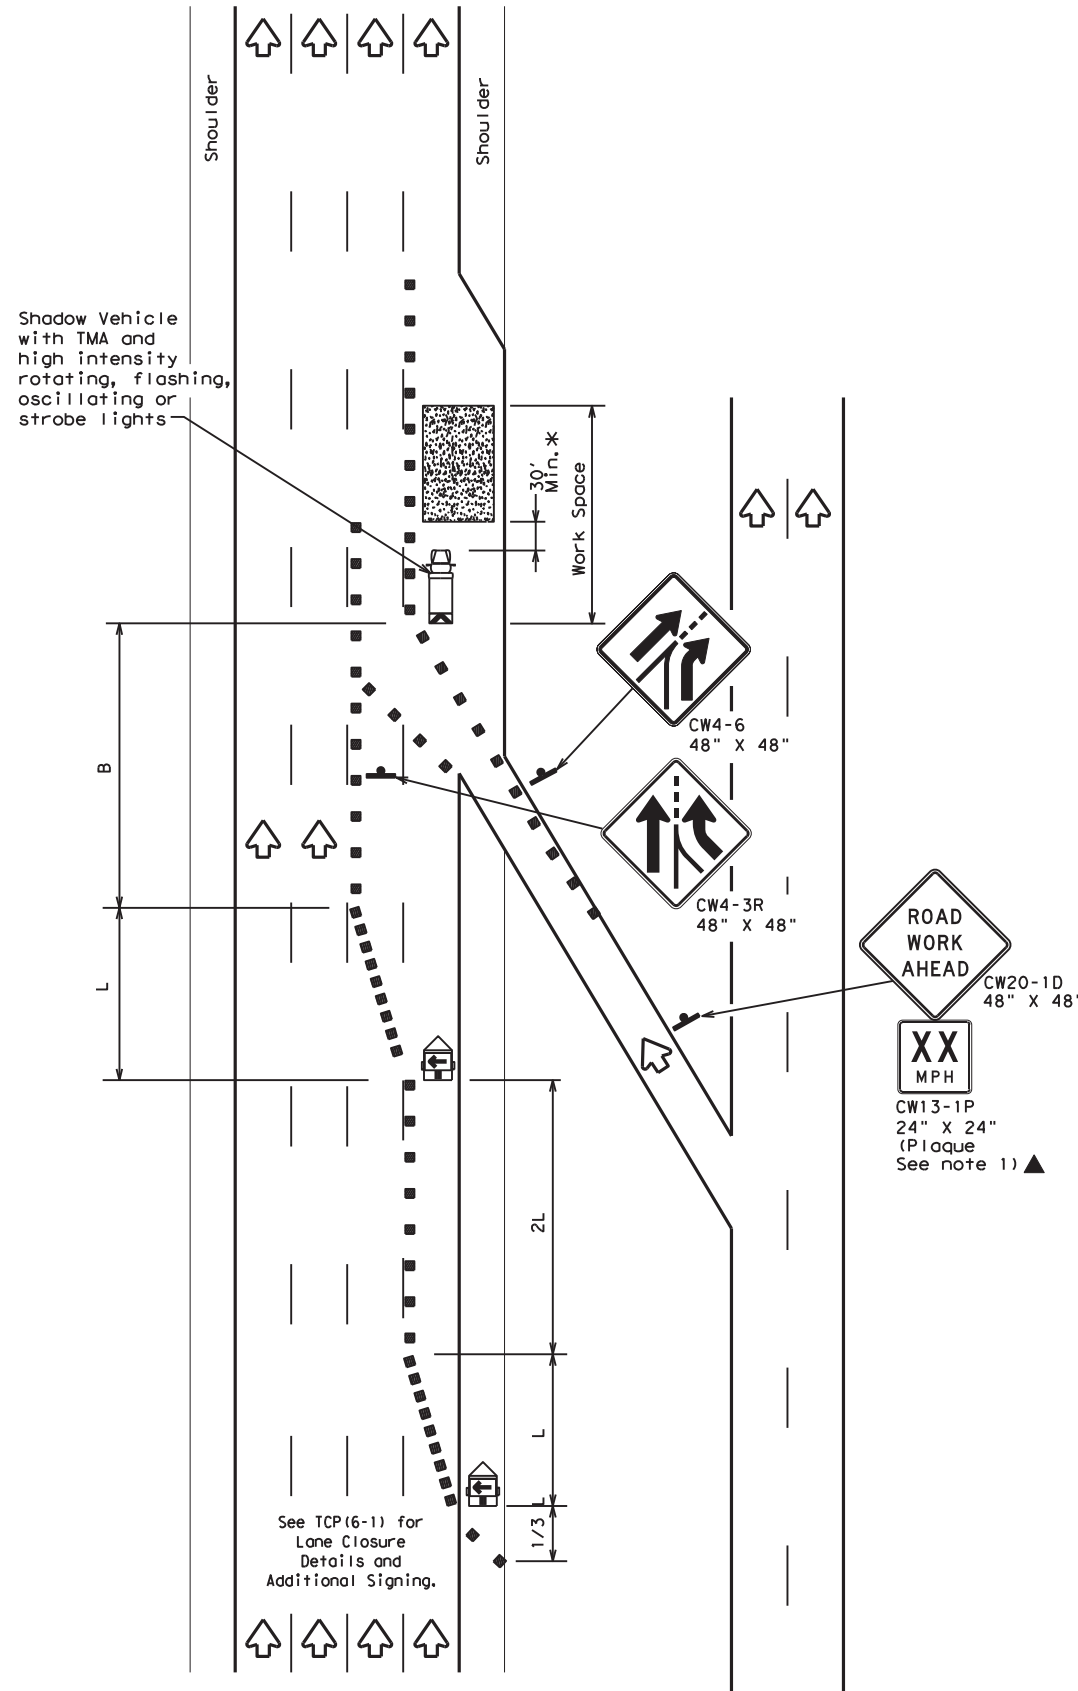 Shoulder
Shoulder
Shadow Vehicle
with TMA and
high intensity
rotating, flashing,
oscillating or
strobe lights
30'
Min.*
Work Space
CW4-6
48" X 48"
B
CW4-3R
48" X 48"
ROAD
WORK
AHEAD
CW20-1D
48" X 48"
L
XX
MPH
CW13-1P
24" X 24"
(Plaque
See note 1)▲
2L
L
1/3 L
See TCP(6-1) for
Lane Closure
Details and
Additional Signing.